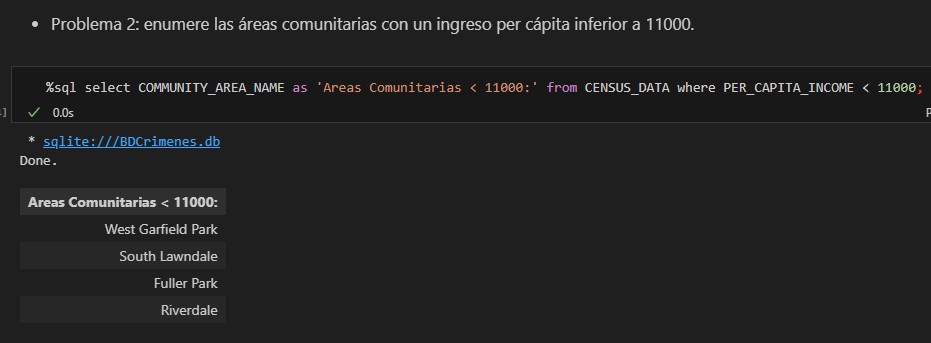 • Problema 2: enumere las áreas comunitarias con un ingreso per cápita inferior a 11000.
%sql select COMMUNITY_AREA_NAME as 'Areas Comunitarias < 11000:' from CENSUS_DATA where PER_CAPITA_INCOME < 11000;
✓ 0.0s
* sqlite:///BDCrimenes.db
Done.
Areas Comunitarias < 11000:
West Garfield Park
South Lawndale
Fuller Park
Riverdale